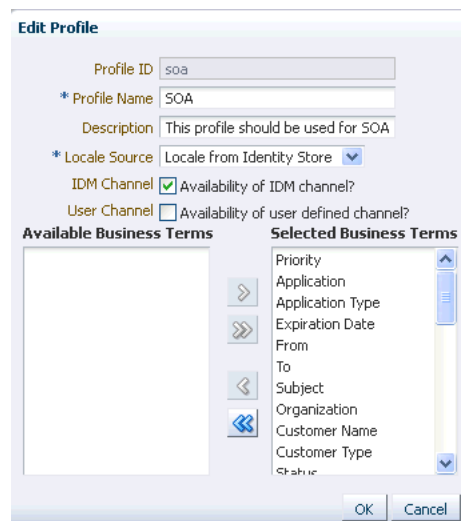 Edit Profile
Profile ID soa
* Profile Name SOA
Description This profile should be used for SOA
* Locale Source Locale from Identity Store
IDM Channel Availability of IDM channel?
User Channel Availability of user defined channel?
Available Business Terms Selected Business Terms
Priority
Application
Application Type
Expiration Date
From
To
Subject
Organization
Customer Name
Customer Type
Status
OK Cancel